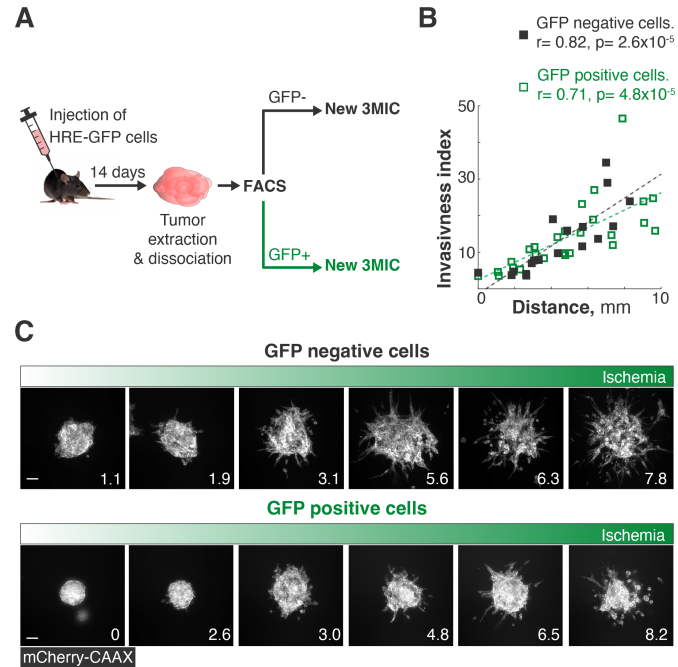 A
Injection of
HRE-GFP cells
14 days
Tumor
extraction
& dissociation
FACS
GFP-
New 3MIC
GFP+
New 3MIC
B
GFP negative cells.
r= 0.82, p= 2.6x10⁻⁵
GFP positive cells.
r= 0.71, p= 4.8x10⁻⁵
Invasivness index
50
30
10
0
10
Distance, mm
C
GFP negative cells
Ischemia
1.1
1.9
3.1
5.6
6.3
7.8
GFP positive cells
Ischemia
0
2.6
3.0
4.8
6.5
8.2
mCherry-CAAX